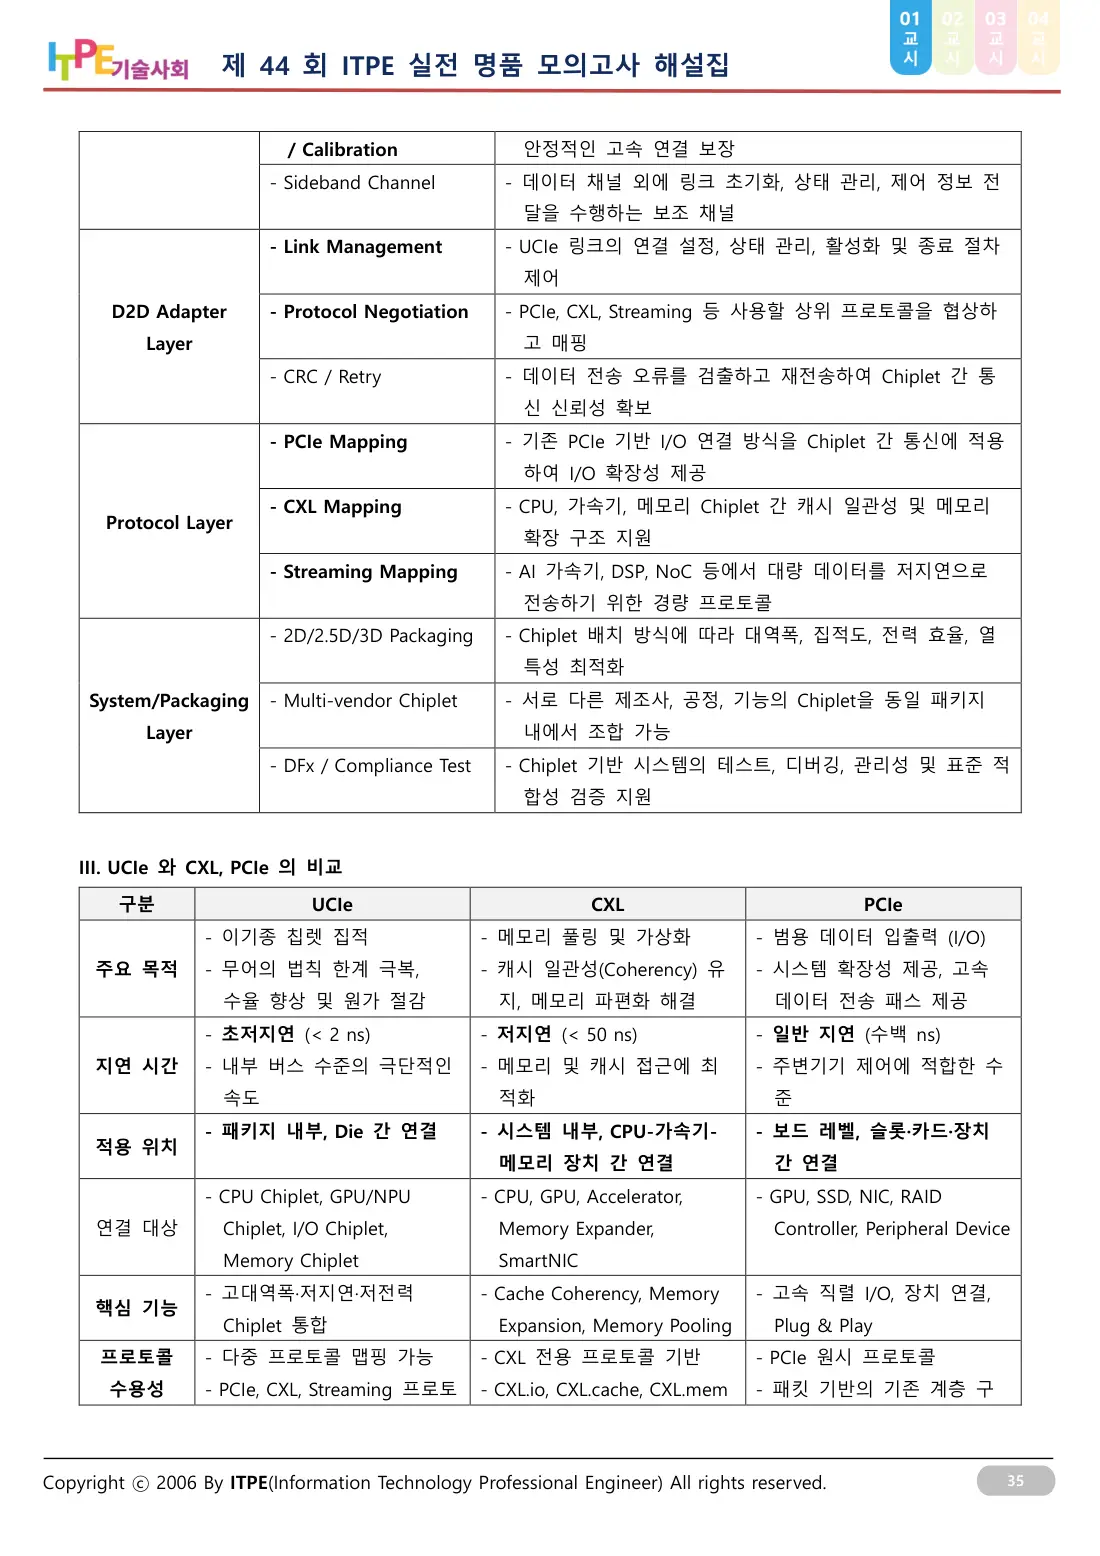 01 02 03 04
교 교 교 교
시 시 시 시
ITPE기술사회 제 44 회 ITPE 실전 명품 모의고사 해설집
/ Calibration 안정적인 고속 연결 보장
- Sideband Channel - 데이터 채널 외에 링크 초기화, 상태 관리, 제어 정보 전
달을 수행하는 보조 채널
D2D Adapter
Layer
- Link Management - UCIe 링크의 연결 설정, 상태 관리, 활성화 및 종료 절차
제어
- Protocol Negotiation - PCIe, CXL, Streaming 등 사용할 상위 프로토콜을 협상하
고 매핑
- CRC / Retry - 데이터 전송 오류를 검출하고 재전송하여 Chiplet 간 통
신 신뢰성 확보
Protocol Layer
- PCIe Mapping - 기존 PCIe 기반 I/O 연결 방식을 Chiplet 간 통신에 적용
하여 I/O 확장성 제공
- CXL Mapping - CPU, 가속기, 메모리 Chiplet 간 캐시 일관성 및 메모리
확장 구조 지원
- Streaming Mapping - AI 가속기, DSP, NoC 등에서 대량 데이터를 저지연으로
전송하기 위한 경량 프로토콜
System/Packaging
Layer
- 2D/2.5D/3D Packaging - Chiplet 배치 방식에 따라 대역폭, 집적도, 전력 효율, 열
특성 최적화
- Multi-vendor Chiplet - 서로 다른 제조사, 공정, 기능의 Chiplet을 동일 패키지
내에서 조합 가능
- DFx / Compliance Test - Chiplet 기반 시스템의 테스트, 디버깅, 관리성 및 표준 적
합성 검증 지원
III. UCIe 와 CXL, PCIe 의 비교
구분 UCIe CXL PCIe
주요 목적
- 이기종 칩렛 집적
- 무어의 법칙 한계 극복,
수율 향상 및 원가 절감
- 메모리 풀링 및 가상화
- 캐시 일관성(Coherency) 유
지, 메모리 파편화 해결
- 범용 데이터 입출력 (I/O)
- 시스템 확장성 제공, 고속
데이터 전송 패스 제공
지연 시간
- 초저지연 (< 2 ns)
- 내부 버스 수준의 극단적인
속도
- 저지연 (< 50 ns)
- 메모리 및 캐시 접근에 최
적화
- 일반 지연 (수백 ns)
- 주변기기 제어에 적합한 수
준
적용 위치
- 패키지 내부, Die 간 연결
- 시스템 내부, CPU-가속기-
메모리 장치 간 연결
- 보드 레벨, 슬롯·카드·장치
간 연결
연결 대상
- CPU Chiplet, GPU/NPU
Chiplet, I/O Chiplet,
Memory Chiplet
- CPU, GPU, Accelerator,
Memory Expander,
SmartNIC
- GPU, SSD, NIC, RAID
Controller, Peripheral Device
핵심 기능
- 고대역폭·저지연·저전력
Chiplet 통합
- Cache Coherency, Memory
Expansion, Memory Pooling
- 고속 직렬 I/O, 장치 연결,
Plug & Play
프로토콜
수용성
- 다중 프로토콜 맵핑 가능
- PCIe, CXL, Streaming 프로토
- CXL 전용 프로토콜 기반
- CXL.io, CXL.cache, CXL.mem
- PCIe 원시 프로토콜
- 패킷 기반의 기존 계층 구
Copyright ⓒ 2006 By ITPE(Information Technology Professional Engineer) All rights reserved. 35